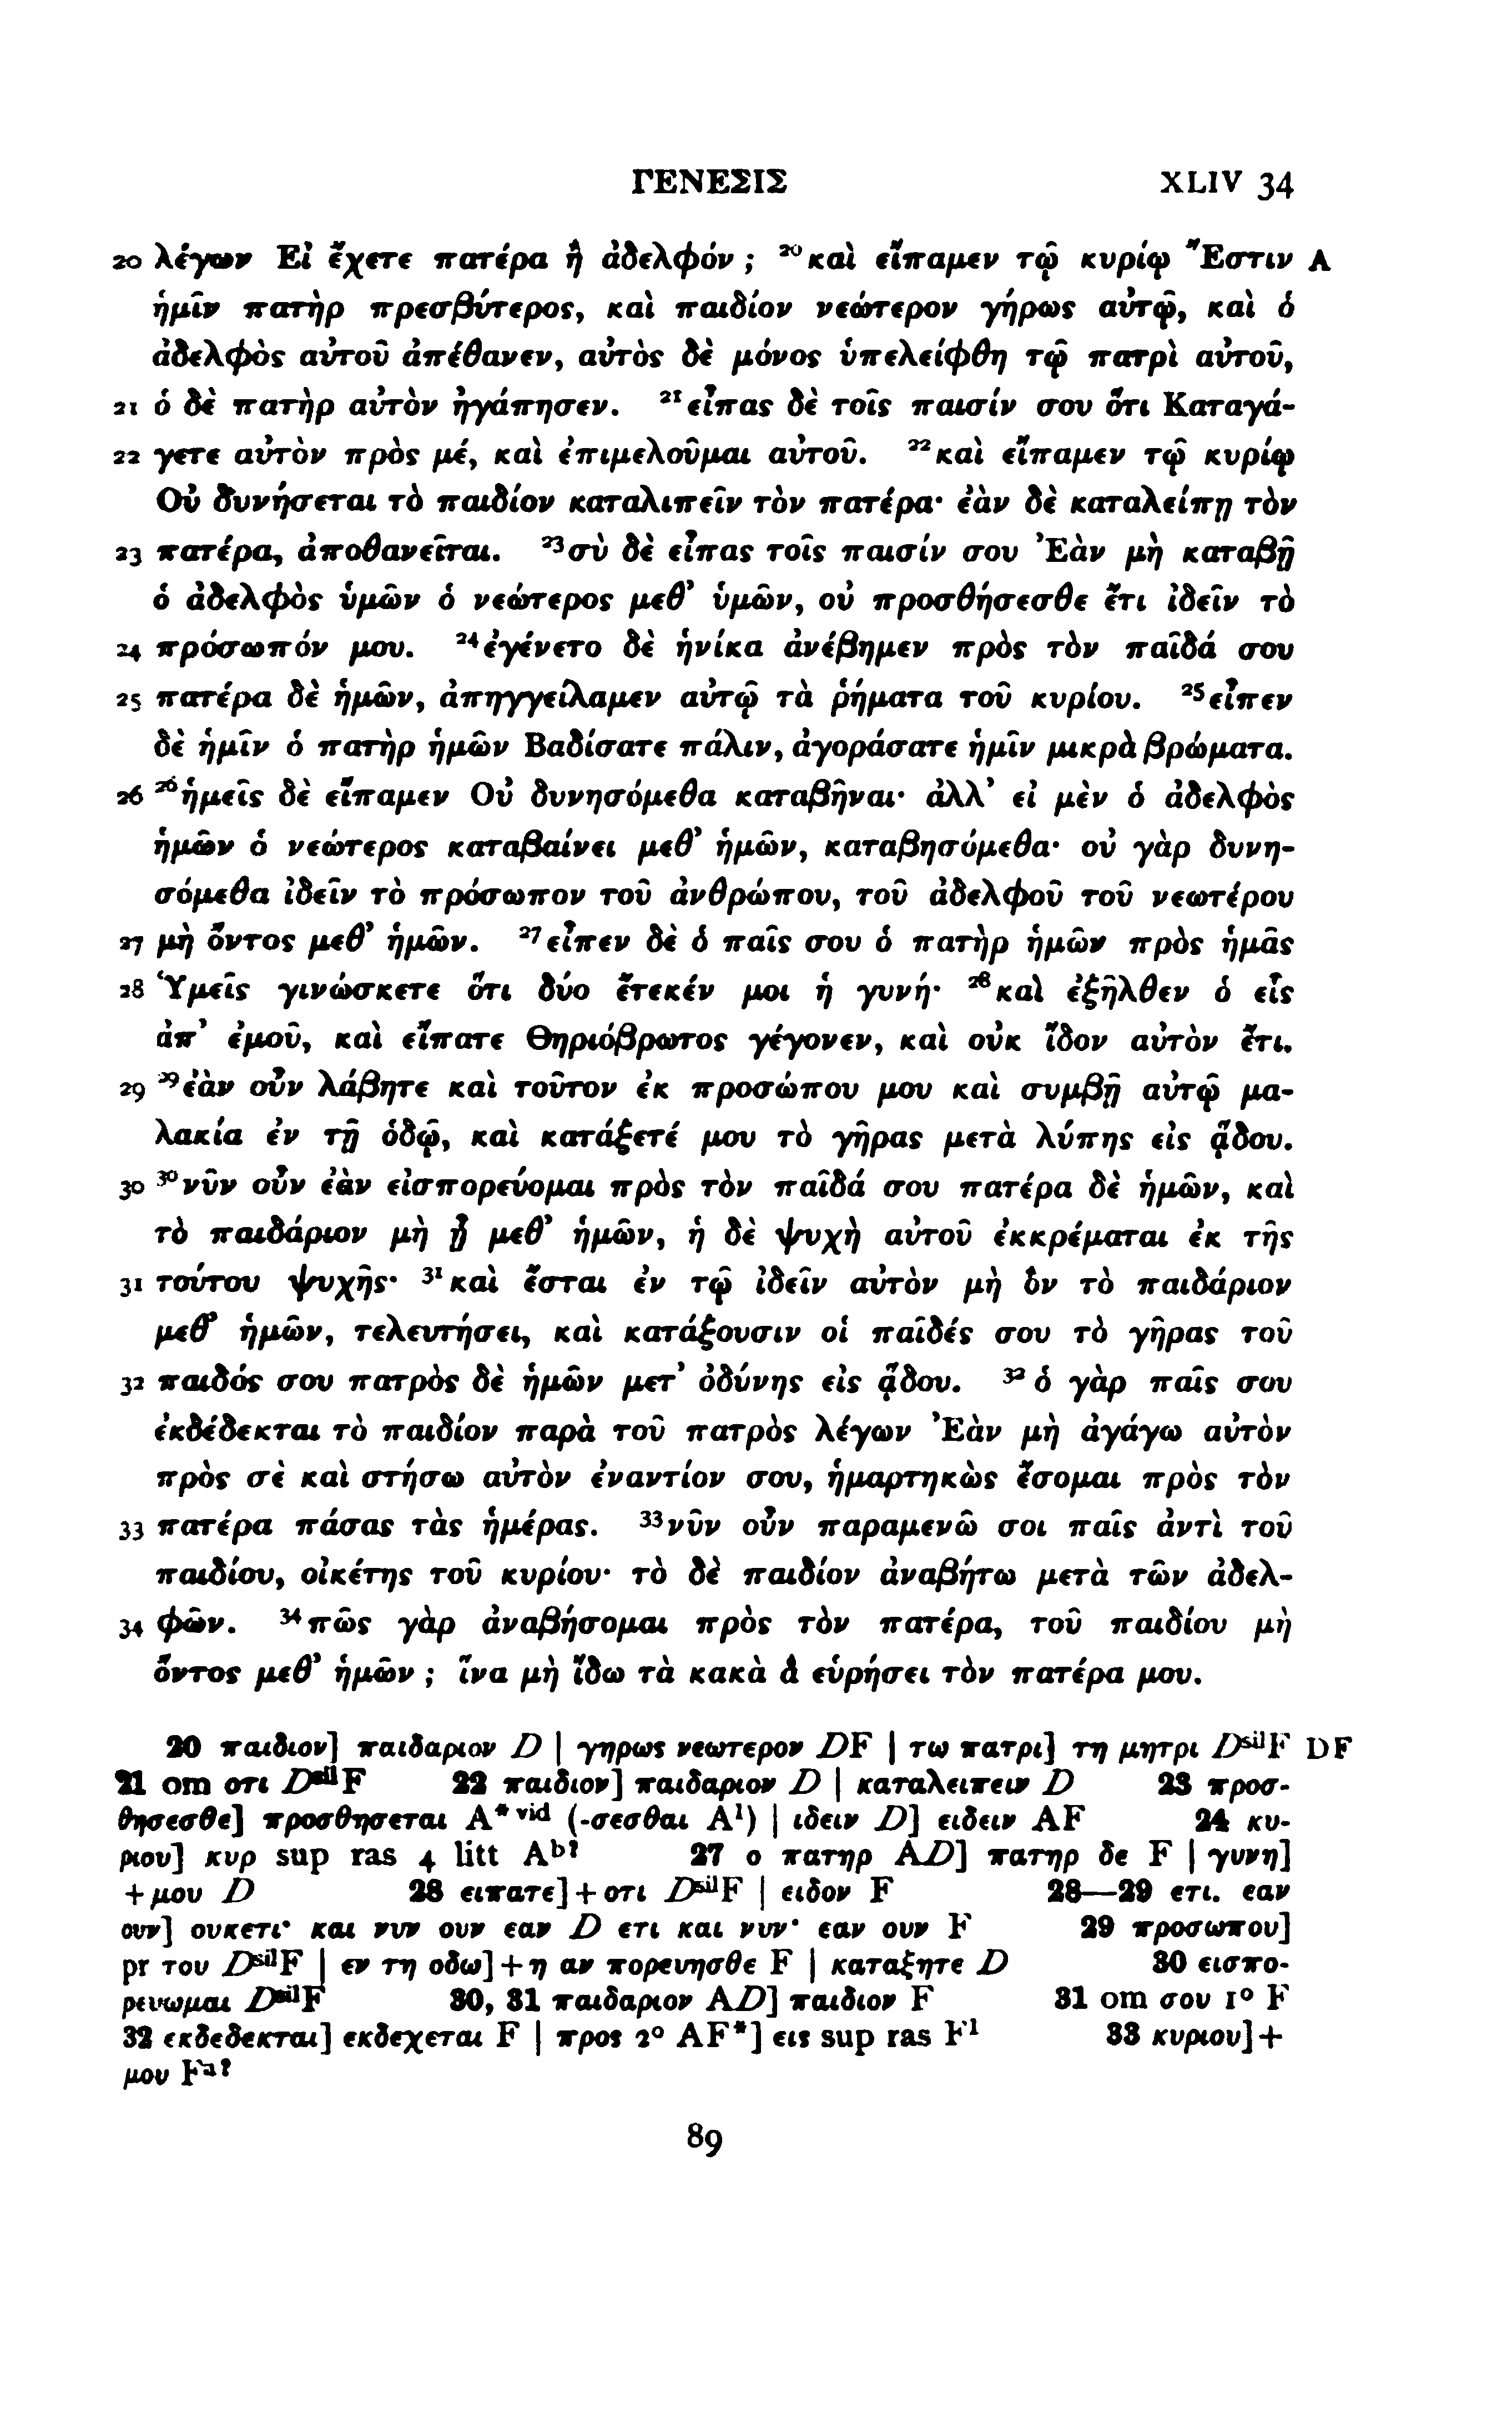 ΓΕΝΕΣΙΣ XLIV 34
20 λέγων Εἰ ἔχετε πατέρα ἢ ἀδελφόν ; ²⁰καὶ εἴπαμεν τῷ κυρίῳ Ἔστιν A
ἡμῖν πατὴρ πρεσβύτερος, καὶ παιδίον νεώτερον γήρως αὐτῷ, καὶ ὁ
ἀδελφὸς αὐτοῦ ἀπέθανεν, αὐτὸς δὲ μόνος ὑπελείφθη τῷ πατρὶ αὐτοῦ,
21 ὁ δὲ πατὴρ αὐτὸν ἠγάπησεν. ²¹εἶπας δὲ τοῖς παισίν σου ὅτι Καταγά-
22 γετε αὐτὸν πρὸς μέ, καὶ ἐπιμελοῦμαι αὐτοῦ. ²²καὶ εἴπαμεν τῷ κυρίῳ
Οὐ δυνήσεται τὸ παιδίον καταλιπεῖν τὸν πατέρα· ἐὰν δὲ καταλείπῃ τὸν
23 πατέρα, ἀποθανεῖται. ²³σὺ δὲ εἶπας τοῖς παισίν σου Ἐὰν μὴ καταβῇ
ὁ ἀδελφὸς ὑμῶν ὁ νεώτερος μεθ' ὑμῶν, οὐ προσθήσεσθε ἔτι ἰδεῖν τὸ
24 πρόσωπόν μου. ²⁴ἐγένετο δὲ ἡνίκα ἀνέβημεν πρὸς τὸν παῖδά σου
25 πατέρα δὲ ἡμῶν, ἀπηγγείλαμεν αὐτῷ τὰ ῥήματα τοῦ κυρίου. ²⁵εἶπεν
δὲ ἡμῖν ὁ πατὴρ ἡμῶν Βαδίσατε πάλιν, ἀγοράσατε ἡμῖν μικρὰ βρώματα.
26 ²⁶ἡμεῖς δὲ εἴπαμεν Οὐ δυνησόμεθα καταβῆναι· ἀλλ' εἰ μὲν ὁ ἀδελφὸς
ἡμῶν ὁ νεώτερος καταβαίνει μεθ' ἡμῶν, καταβησόμεθα· οὐ γὰρ δυνη-
σόμεθα ἰδεῖν τὸ πρόσωπον τοῦ ἀνθρώπου, τοῦ ἀδελφοῦ τοῦ νεωτέρου
27 μὴ ὄντος μεθ' ἡμῶν. ²⁷εἶπεν δὲ ὁ παῖς σου ὁ πατὴρ ἡμῶν πρὸς ἡμᾶς
28 Ὑμεῖς γινώσκετε ὅτι δύο ἔτεκέν μοι ἡ γυνή· ²⁸καὶ ἐξῆλθεν ὁ εἷς
ἀπ' ἐμοῦ, καὶ εἴπατε Θηριόβρωτος γέγονεν, καὶ οὐκ ἴδον αὐτὸν ἔτι.
29 ²⁹ἐὰν οὖν λάβητε καὶ τοῦτον ἐκ προσώπου μου καὶ συμβῇ αὐτῷ μα-
λακία ἐν τῇ ὁδῷ, καὶ κατάξετέ μου τὸ γῆρας μετὰ λύπης εἰς ᾅδου.
30 ³⁰νῦν οὖν ἐὰν εἰσπορεύομαι πρὸς τὸν παῖδά σου πατέρα δὲ ἡμῶν, καὶ
τὸ παιδάριον μὴ ᾖ μεθ' ἡμῶν, ἡ δὲ ψυχὴ αὐτοῦ ἐκκρέμαται ἐκ τῆς
31 τούτου ψυχῆς· ³¹καὶ ἔσται ἐν τῷ ἰδεῖν αὐτὸν μὴ ὂν τὸ παιδάριον
μεθ' ἡμῶν, τελευτήσει, καὶ κατάξουσιν οἱ παῖδές σου τὸ γῆρας τοῦ
32 παιδός σου πατρὸς δὲ ἡμῶν μετ' ὀδύνης εἰς ᾅδου. ³²ὁ γὰρ παῖς σου
ἐκδέδεκται τὸ παιδίον παρὰ τοῦ πατρὸς λέγων Ἐὰν μὴ ἀγάγω αὐτὸν
πρὸς σὲ καὶ στήσω αὐτὸν ἐναντίον σου, ἡμαρτηκὼς ἔσομαι πρὸς τὸν
33 πατέρα πάσας τὰς ἡμέρας. ³³νῦν οὖν παραμενῶ σοι παῖς ἀντὶ τοῦ
παιδίου, οἰκέτης τοῦ κυρίου· τὸ δὲ παιδίον ἀναβήτω μετὰ τῶν ἀδελ-
34 φῶν. ³⁴πῶς γὰρ ἀναβήσομαι πρὸς τὸν πατέρα, τοῦ παιδίου μὴ
ὄντος μεθ' ἡμῶν ; ἵνα μὴ ἴδω τὰ κακὰ ἃ εὑρήσει τὸν πατέρα μου.
20 παιδιον] παιδαριον D | γηρως νεωτερον DF | τω πατρι] τη μητρι Dˢⁱˡ F DF
21 om οτι Dˢⁱˡ F 22 παιδιον] παιδαριον D | καταλειπειν D 23 προσ-
θησεσθε] προσθησεται A* ᵛⁱᵈ (-σεσθαι A¹) | ιδειν D] ειδειν AF 24 κυ-
ριου] κυρ sup ras 4 litt Aᵇ? 27 ο πατηρ AD] πατηρ δε F | γυνη]
+μου D 28 ειπατε]+οτι Dˢⁱˡ F | ειδον F 28—29 ετι. εαν
ουν] ουκετι· και νυν ουν εαν D ετι και νυν· εαν ουν F 29 προσωπου]
pr του Dˢⁱˡ F | εν τη οδω]+η αν πορευησθε F | καταξητε D 30 εισπο-
ρευωμαι Dˢⁱˡ F 30, 31 παιδαριον AD] παιδιον F 31 om σου 1° F
32 εκδεδεκται] εκδεχεται F | προς 2° AF*] εις sup ras F¹ 33 κυριου]+
μου Fᵃ?
89